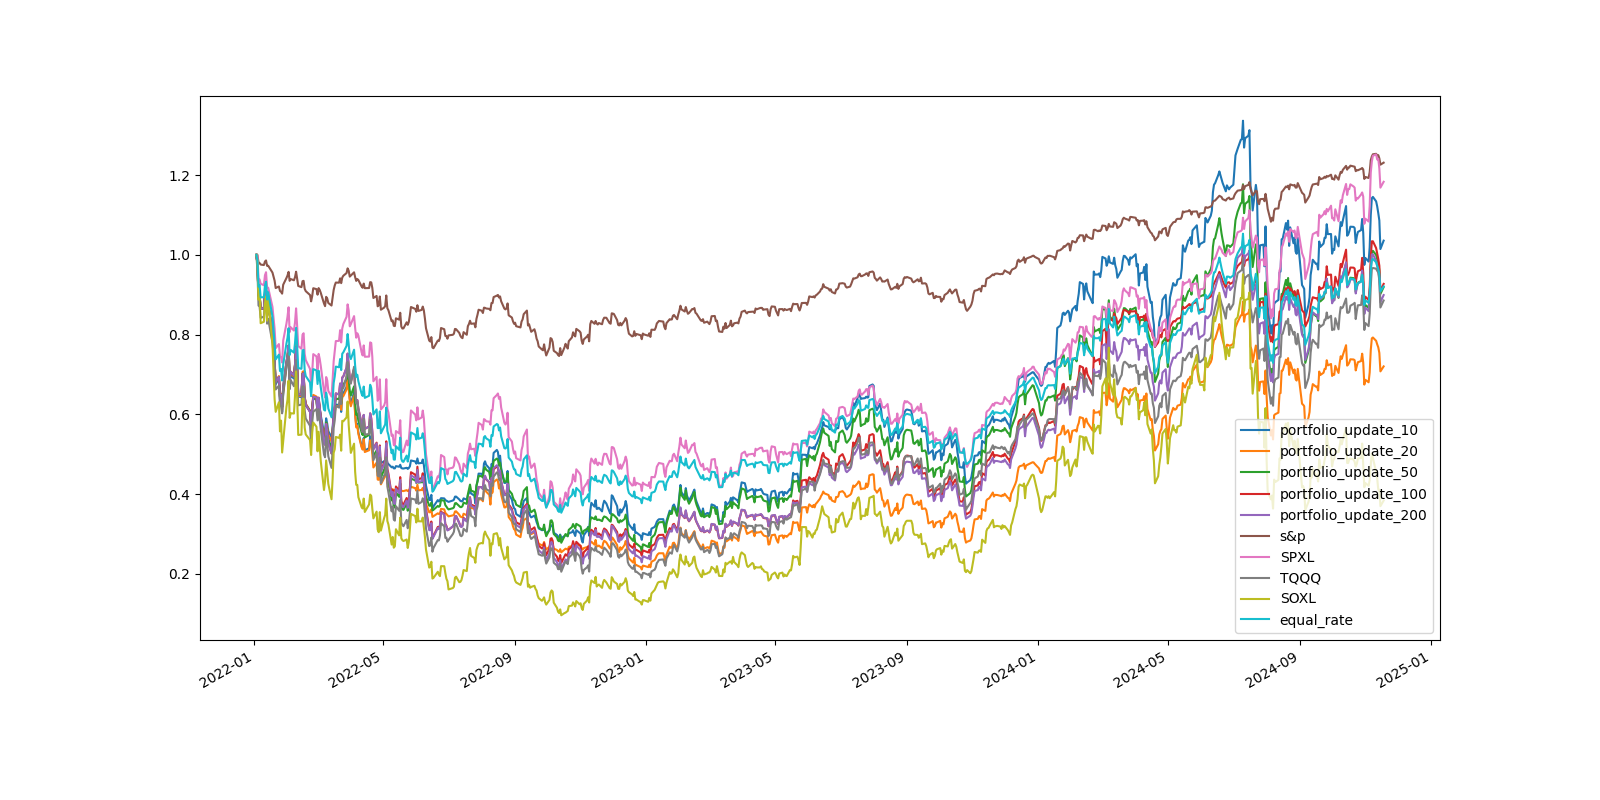 1.2
1.0
0.8
0.6
0.4
0.2
2022-01
2022-05
2022-09
2023-01
2023-05
2023-09
2024-01
2024-05
2024-09
2025-01
portfolio_update_10
portfolio_update_20
portfolio_update_50
portfolio_update_100
portfolio_update_200
s&p
SPXL
TQQQ
SOXL
equal_rate